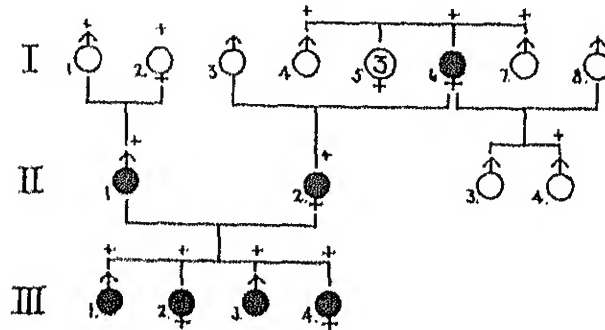 I 1. 2. 3 4. 5. 3 6. 7. 8.
II 1 2. 3. 4.
III 1. 2. 3. 4.